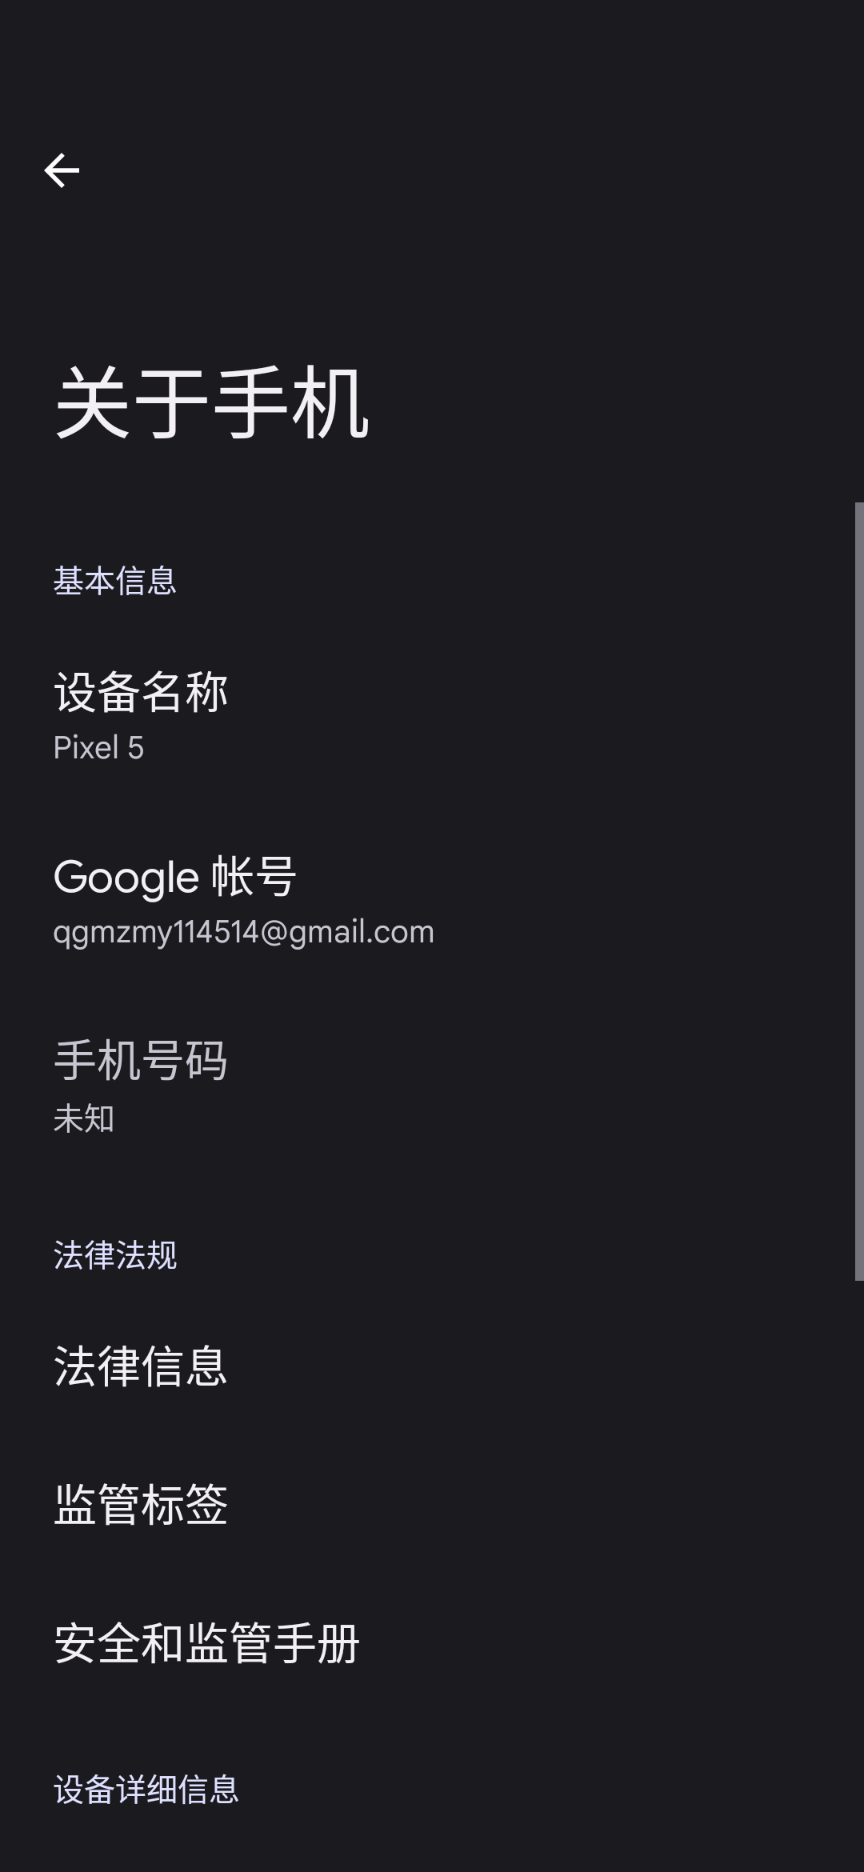 关于手机
基本信息
设备名称
Pixel 5
Google 帐号
qgmzmy114514@gmail.com
手机号码
未知
法律法规
法律信息
监管标签
安全和监管手册
设备详细信息